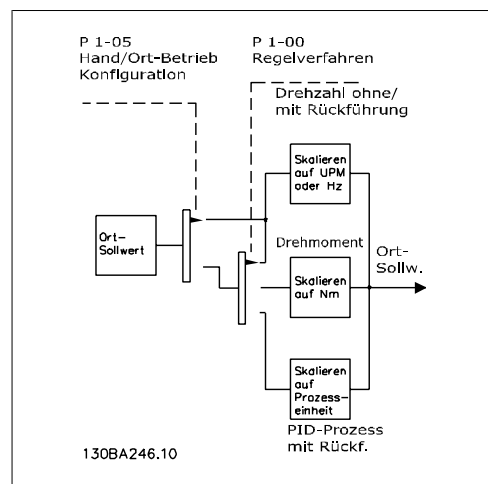 P 1-05
Hand/Ort-Betrieb
Konfiguration
P 1-00
Regelverfahren
Drehzahl ohne/
mit Rückführung
Skalieren
auf UPM
oder Hz
Ort-
Sollwert
Drehmoment
Skalieren
auf Nm
Ort-
Sollw.
Skalieren
auf
Prozess-
einheit
PID-Prozess
mit Rückf.
130BA246.10